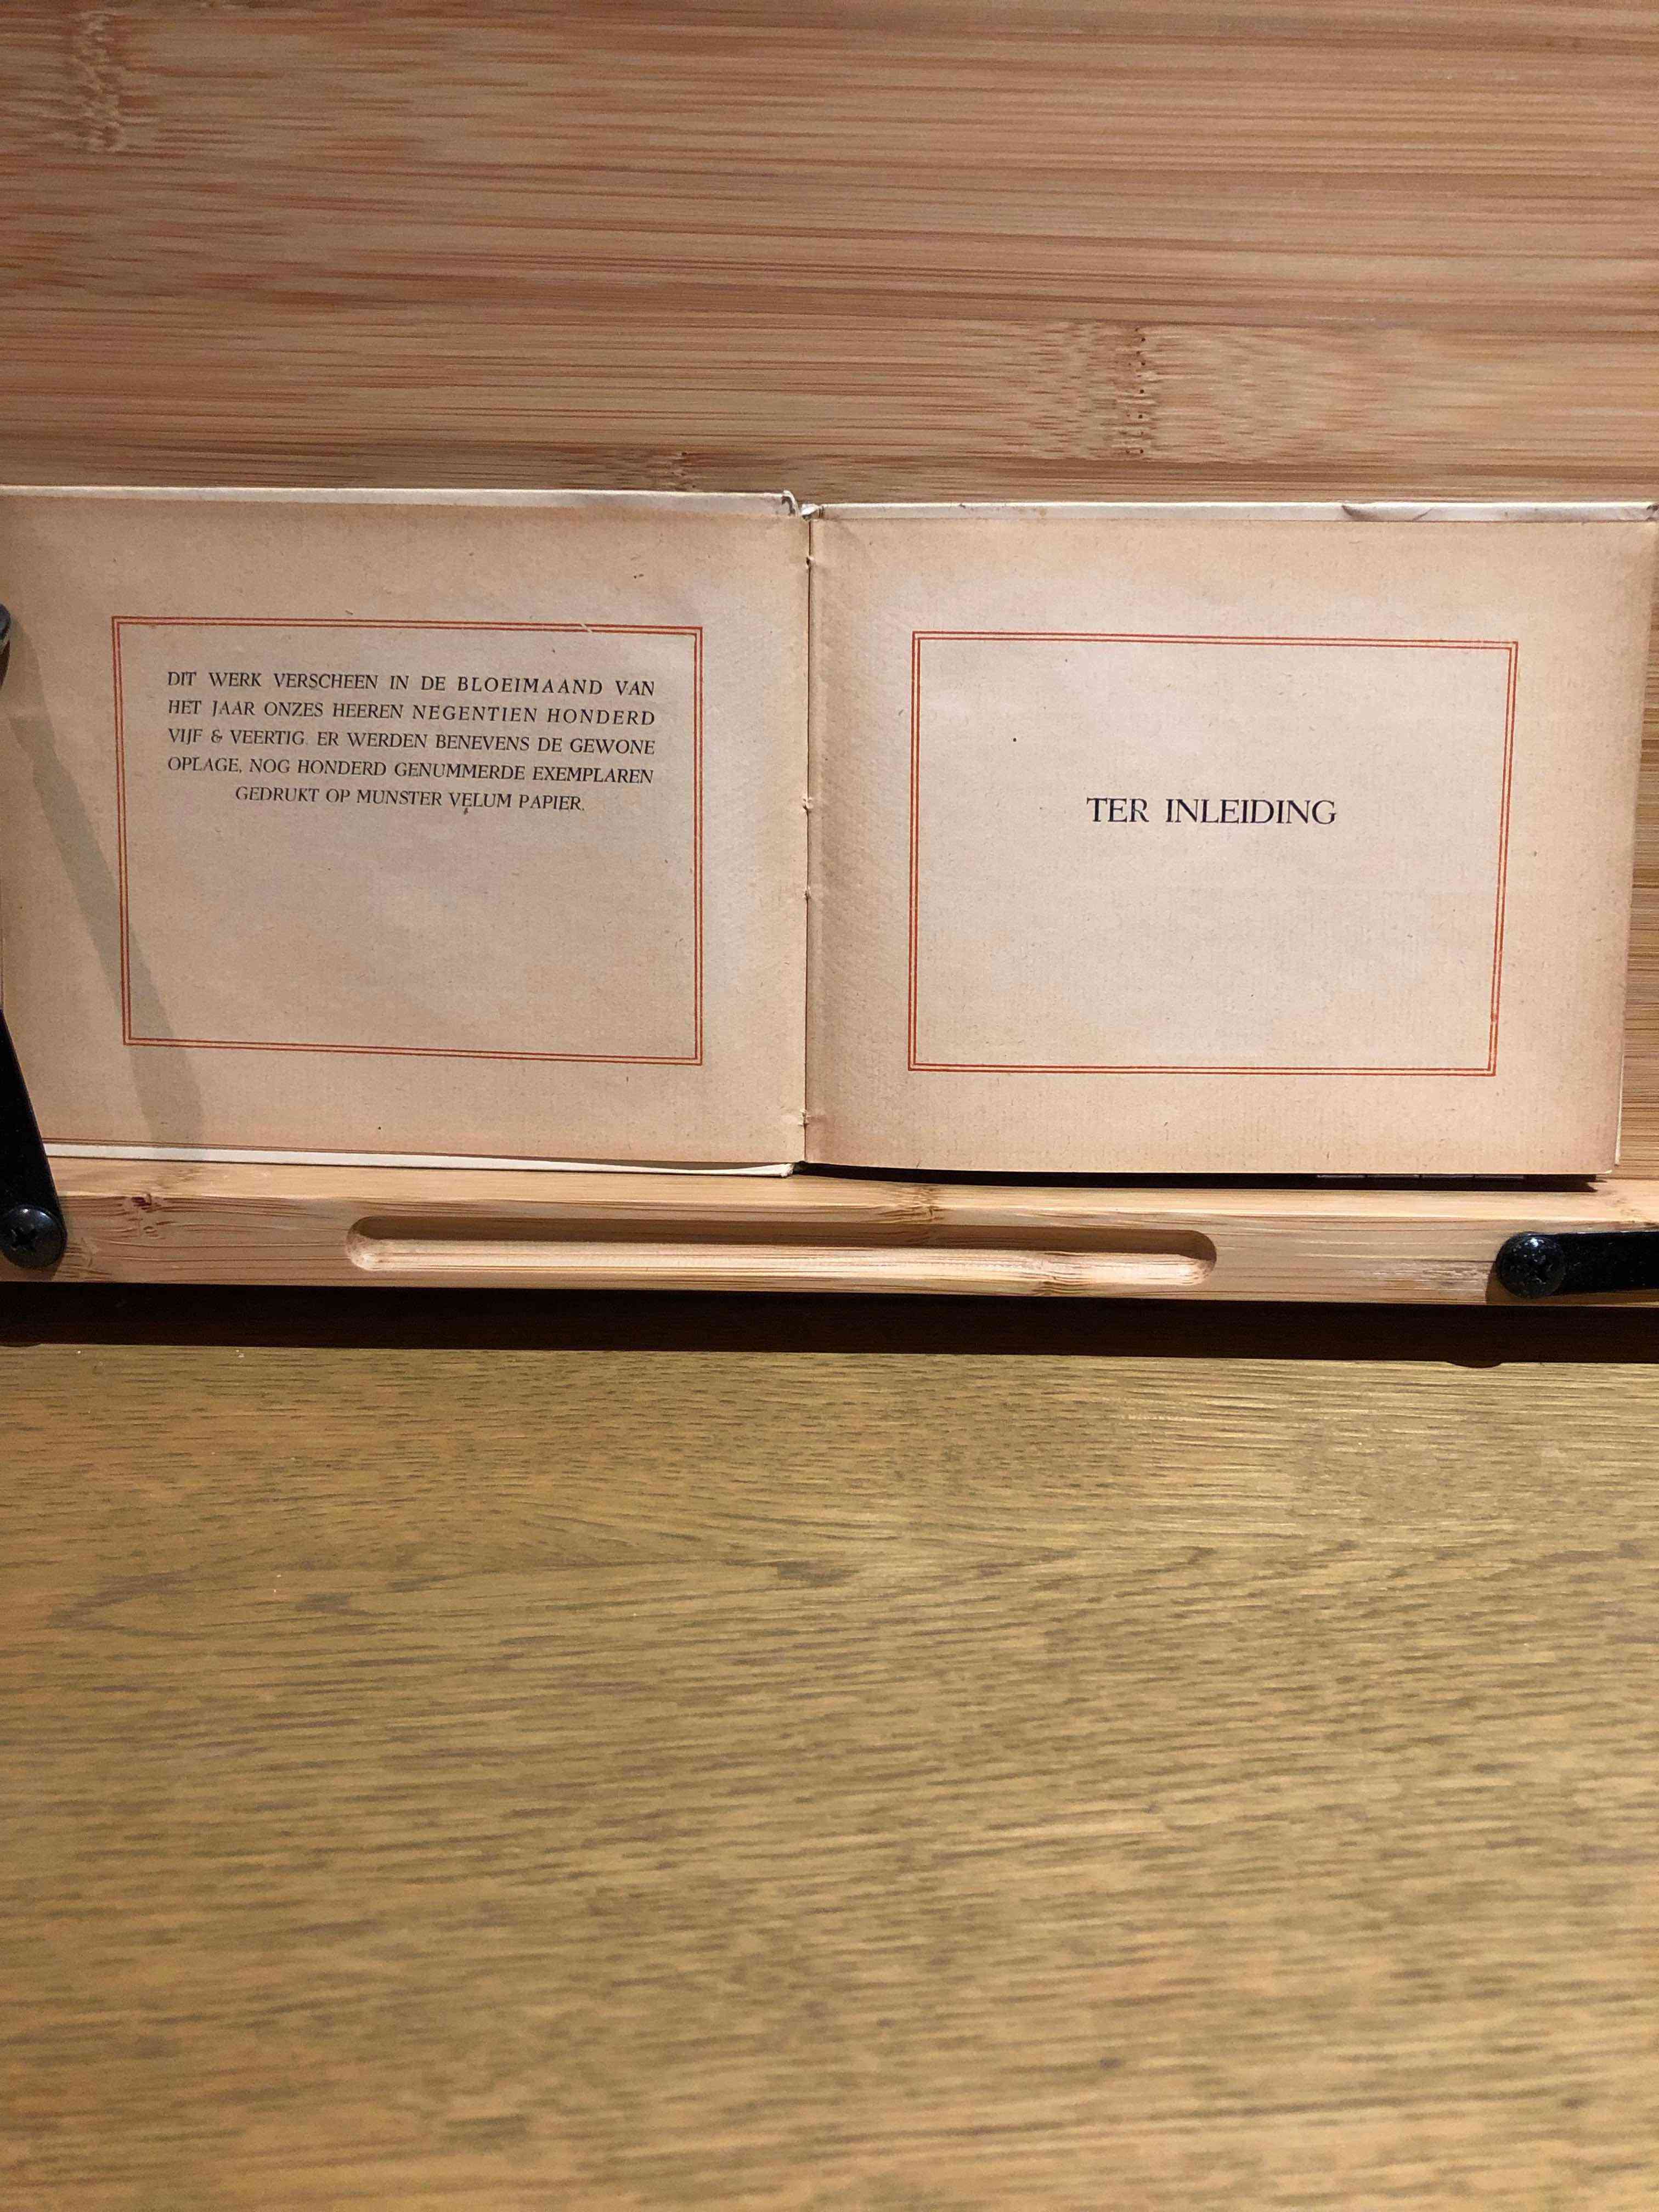 DIT WERK VERSCHEEN IN DE BLOEIMAAND VAN
HET JAAR ONZES HEEREN NEGENTIEN HONDERD
VIJF & VEERTIG. ER WERDEN BENEVENS DE GEWONE
OPLAGE, NOG HONDERD GENUMMERDE EXEMPLAREN
GEDRUKT OP MUNSTER VELUM PAPIER.
TER INLEIDING